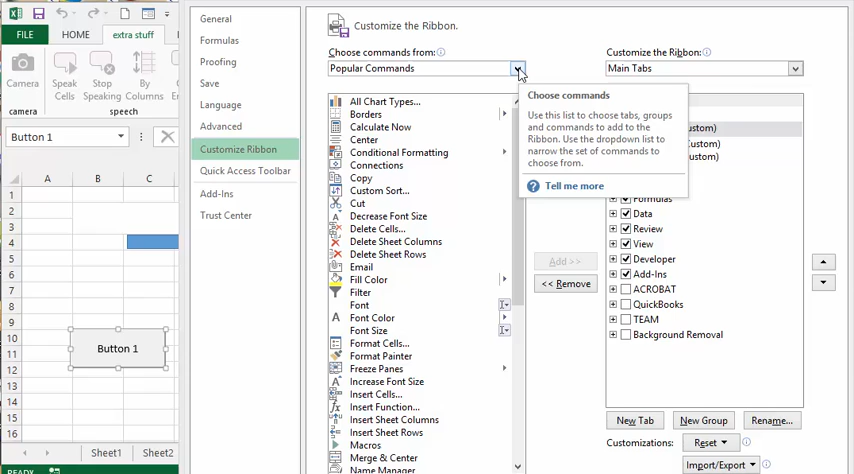 FILE
HOME
extra stuff
Camera
Speak Cells
Stop Speaking
By Columns
Camera
speech
Button 1
A B C
1
2
3
4
5
6
7
8
9
10
11
12
13
14
15
16
Button 1
Sheet1
Sheet2
READY
General
Formulas
Proofing
Save
Language
Advanced
Customize Ribbon
Quick Access Toolbar
Add-Ins
Trust Center
Customize the Ribbon.
Choose commands from:
Popular Commands
All Chart Types...
Borders
Calculate Now
Center
Conditional Formatting
Connections
Copy
Custom Sort...
Cut
Decrease Font Size
Delete Cells...
Delete Sheet Columns
Delete Sheet Rows
Email
Fill Color
Filter
Font
Font Color
Font Size
Format Cells...
Format Painter
Freeze Panes
Increase Font Size
Insert Cells...
Insert Function...
Insert Sheet Columns
Insert Sheet Rows
Macros
Merge & Center
Name Manager
Choose commands
Use this list to choose tabs, groups
and commands to add to the
Ribbon. Use the dropdown list to
narrow the set of commands to
choose from.
Tell me more
Add >>
<< Remove
Customize the Ribbon:
Main Tabs
Formulas
Data
Review
View
Developer
Add-Ins
ACROBAT
QuickBooks
TEAM
Background Removal
New Tab
New Group
Rename...
Customizations:
Reset
Import/Export